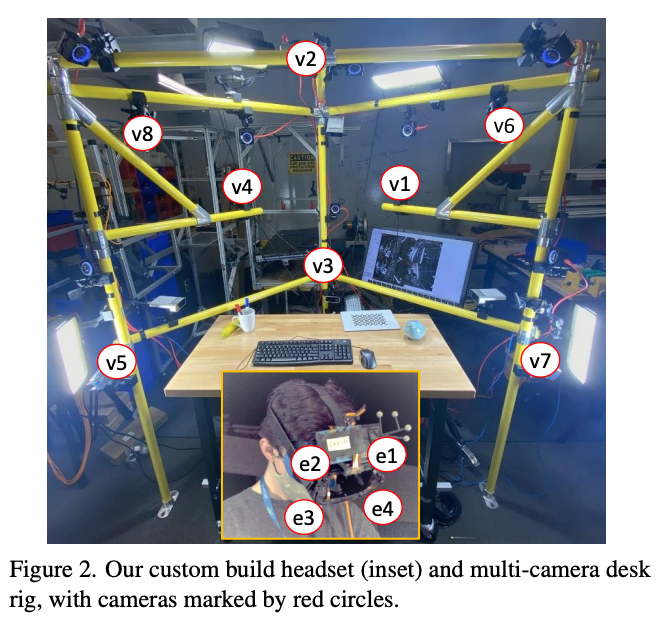 v2
v8
v6
v4
v1
CAUTION
v3
v5
v7
e2
e1
e3
e4
Figure 2. Our custom build headset (inset) and multi-camera desk
rig, with cameras marked by red circles.